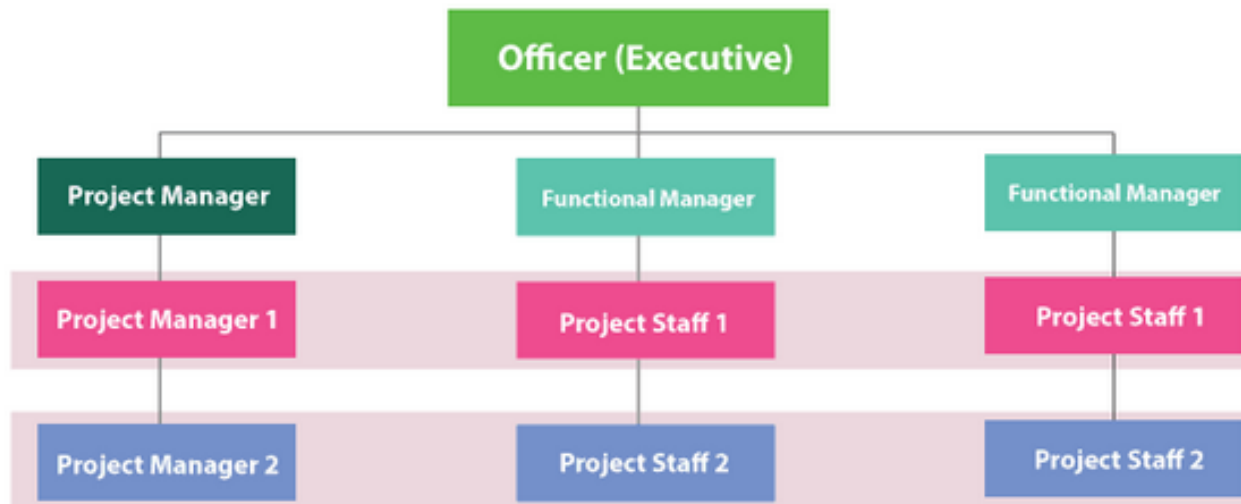 Officer (Executive)
Project Manager
Functional Manager
Functional Manager
Project Manager 1
Project Staff 1
Project Staff 1
Project Manager 2
Project Staff 2
Project Staff 2